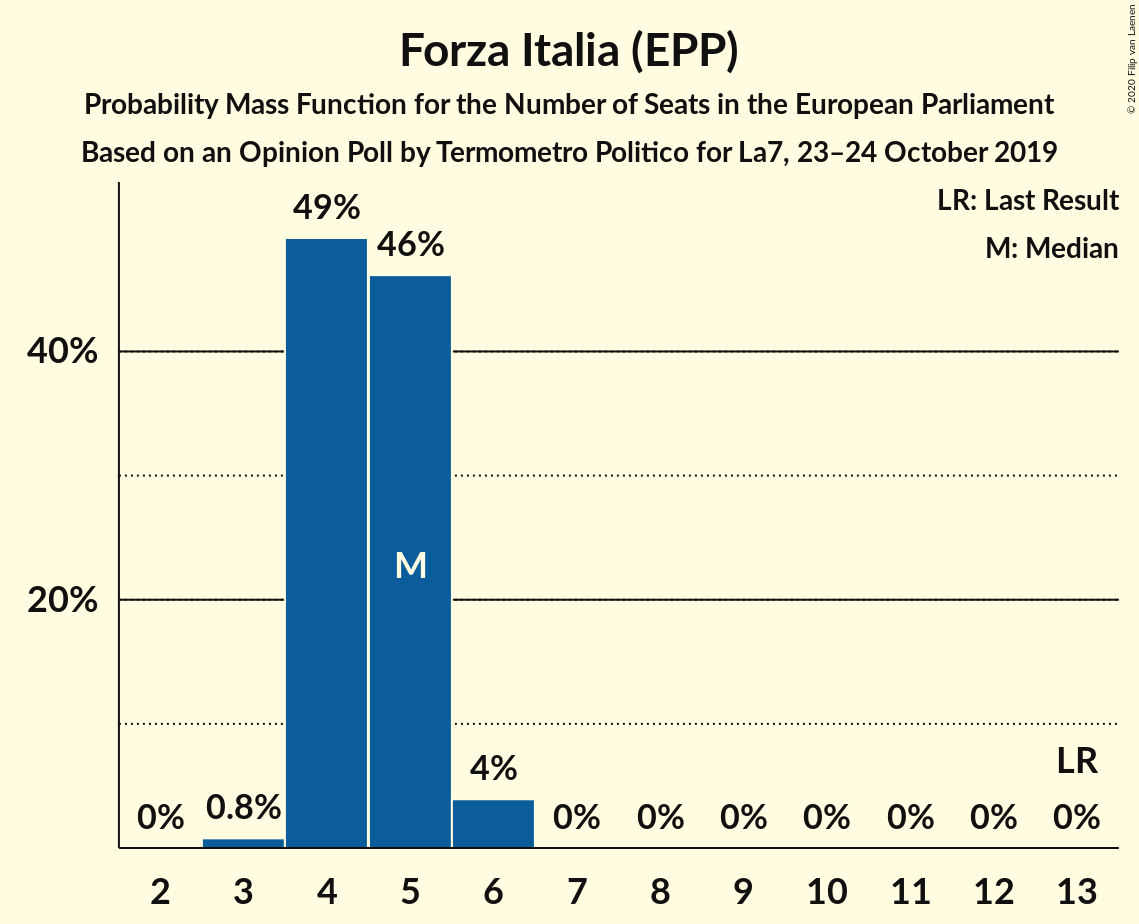 Forza Italia (EPP)
Probability Mass Function for the Number of Seats in the European Parliament
Based on an Opinion Poll by Termometro Politico for La7, 23–24 October 2019
© 2020 Filip van Laenen
LR: Last Result
M: Median
49%
46%
40%
M
20%
LR
4%
0% 0.8% 0% 0% 0% 0% 0% 0% 0%
2 3 4 5 6 7 8 9 10 11 12 13